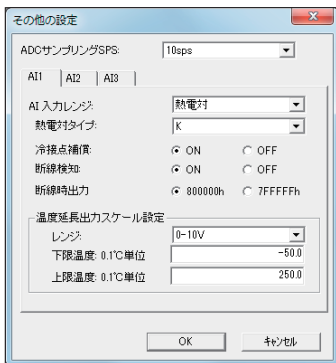 その他の設定
ADCサンプリングSPS: 10sps
AI1 AI2 AI3
AI 入力レンジ: 熱電対
熱電対タイプ: K
冷接点補償: ON OFF
断線検知: ON OFF
断線時出力 800000h 7FFFFFh
温度延長出力スケール設定
レンジ: 0-10V
下限温度: 0.1℃単位 -50.0
上限温度: 0.1℃単位 250.0
OK キャンセル